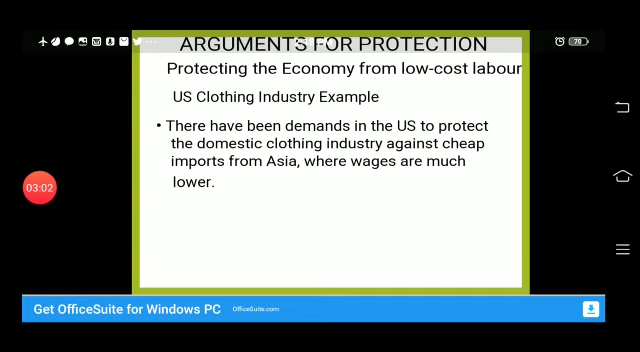 ARGUMENTS FOR PROTECTION
70
Protecting the Economy from low-cost labour
US Clothing Industry Example
• There have been demands in the US to protect
the domestic clothing industry against cheap
imports from Asia, where wages are much
lower.
03:02
Get OfficeSuite for Windows PC OfficeSuite.com